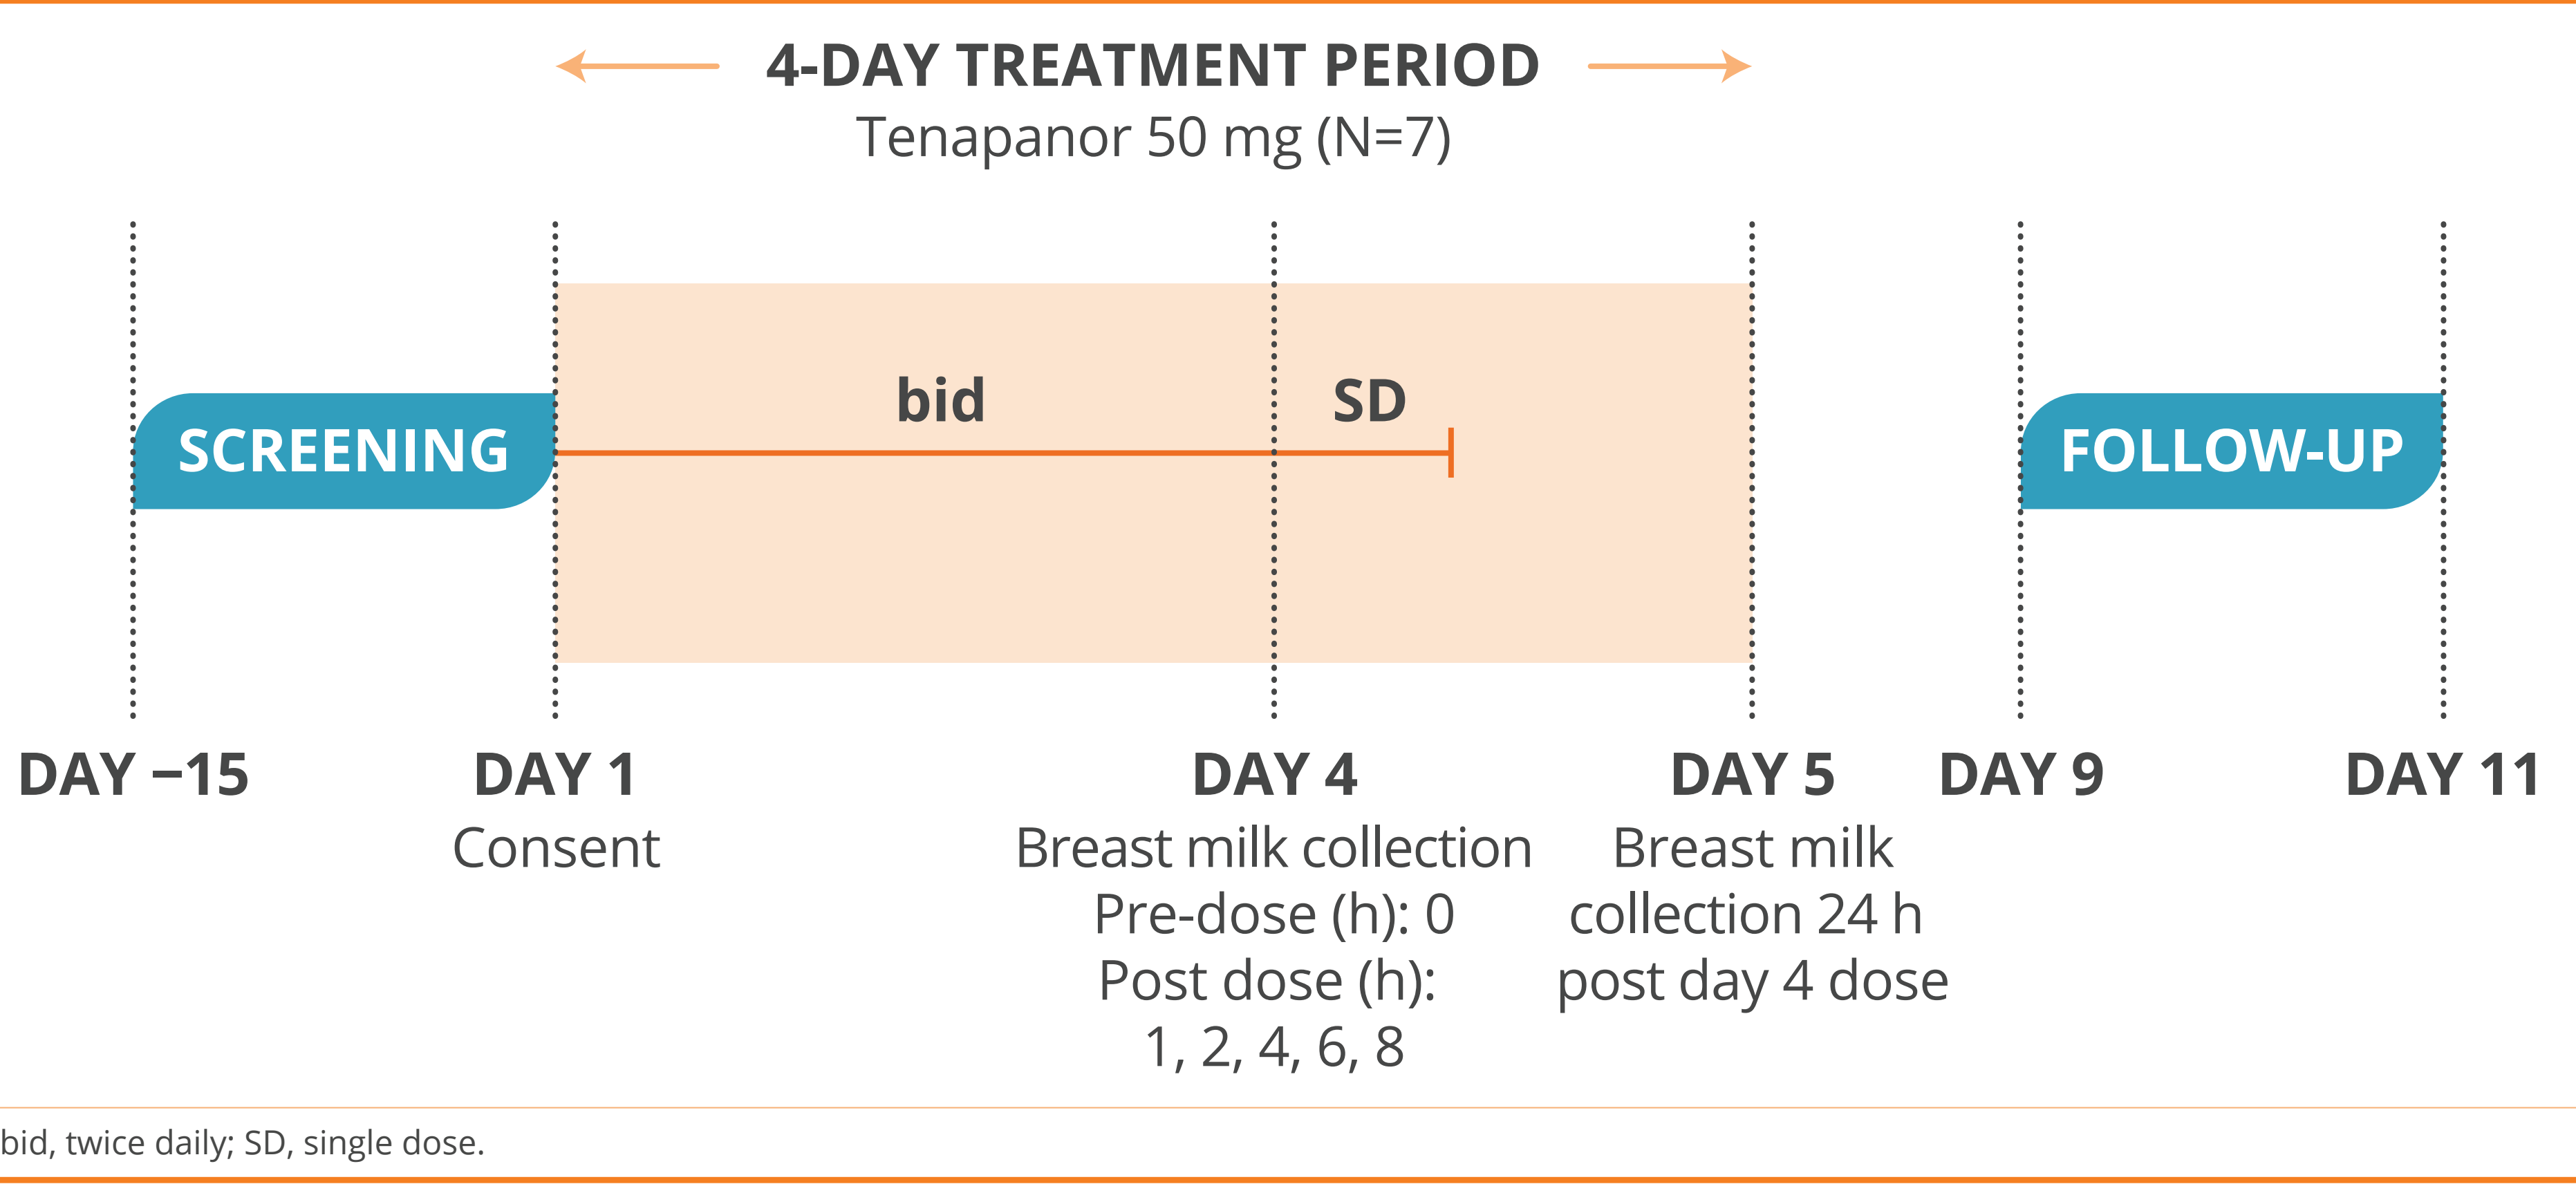 4-DAY TREATMENT PERIOD
Tenapanor 50 mg (N=7)
bid
SD
SCREENING
FOLLOW-UP
DAY −15
DAY 1
Consent
DAY 4
Breast milk collection
Pre-dose (h): 0
Post dose (h):
1, 2, 4, 6, 8
DAY 5
Breast milk
collection 24 h
post day 4 dose
DAY 9
DAY 11
bid, twice daily; SD, single dose.